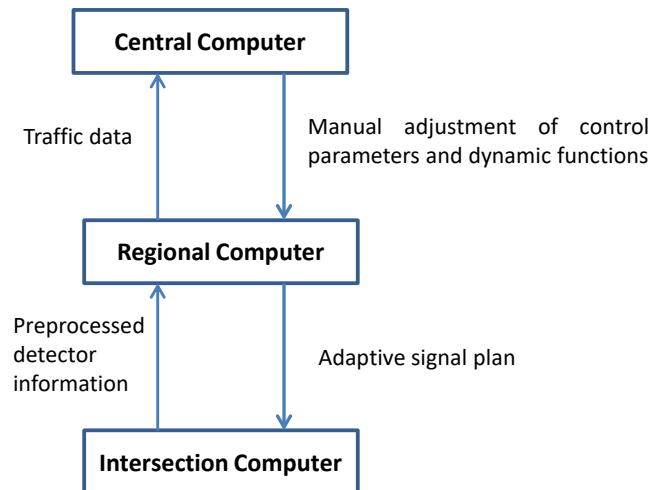 Central Computer
Traffic data
Manual adjustment of control
parameters and dynamic functions
Regional Computer
Preprocessed
detector
information
Adaptive signal plan
Intersection Computer